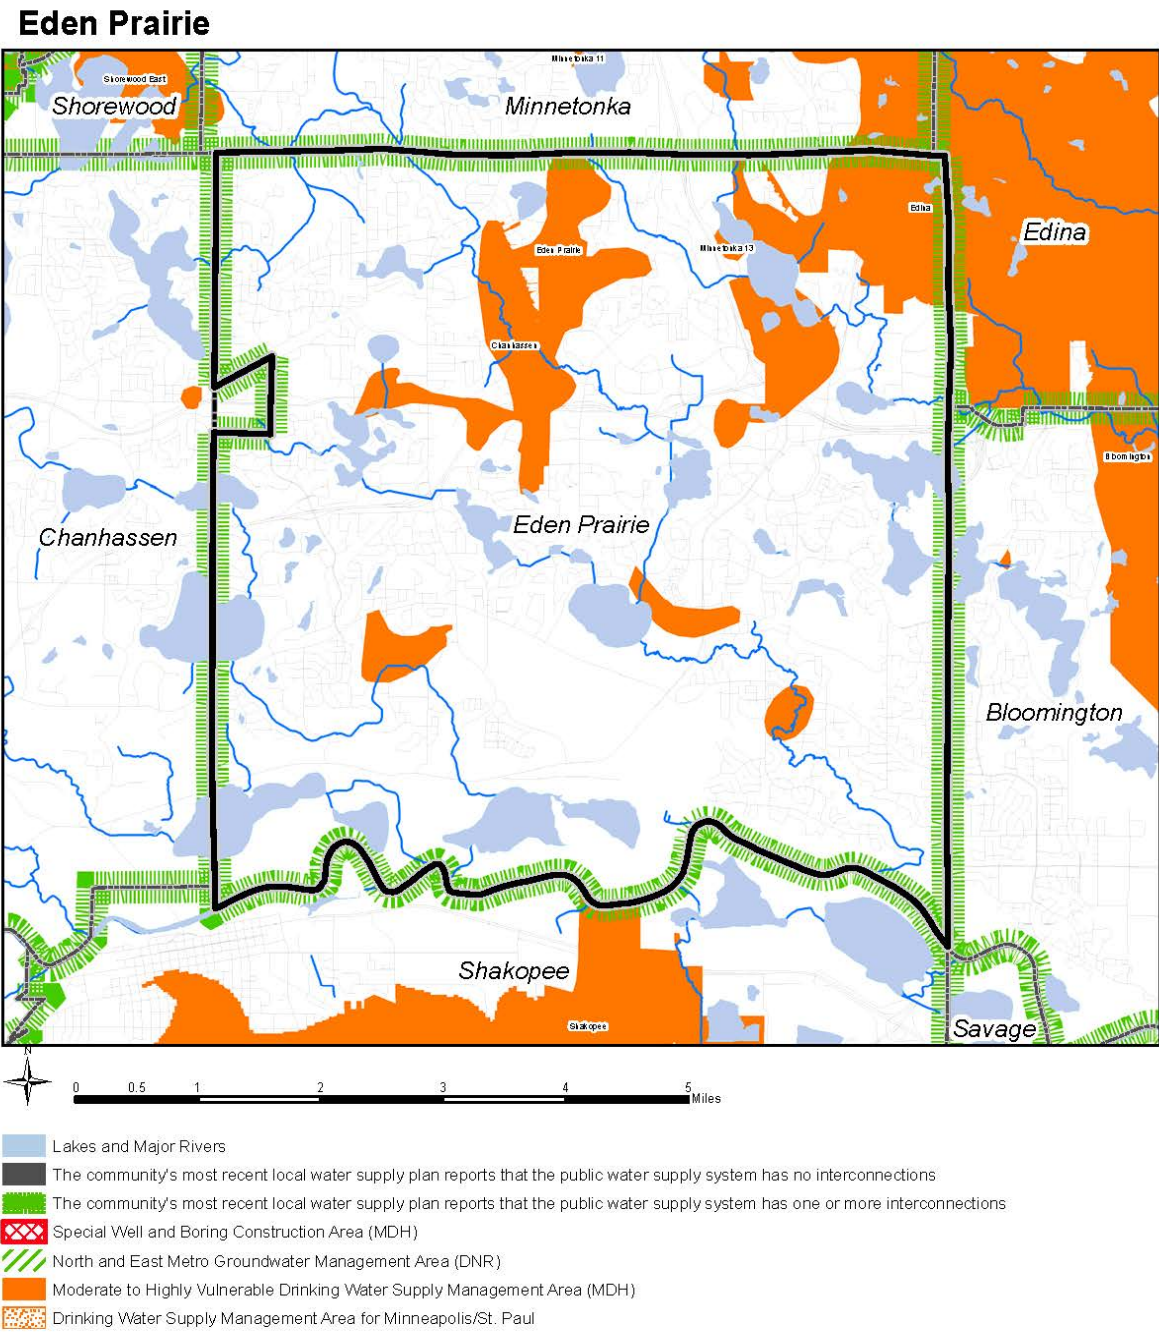 Eden Prairie
Minnetonka 11
Shorewood East
Shorewood
Minnetonka
Edina
Edina
Eden Prairie
Minnetonka 13
Chanhassen
Bloomington
Eden Prairie
Chanhassen
Bloomington
Shakopee
Shakopee
Savage
N
0 0.5 1 2 3 4 5
Miles
Lakes and Major Rivers
The community's most recent local water supply plan reports that the public water supply system has no interconnections
The community's most recent local water supply plan reports that the public water supply system has one or more interconnections
Special Well and Boring Construction Area (MDH)
North and East Metro Groundwater Management Area (DNR)
Moderate to Highly Vulnerable Drinking Water Supply Management Area (MDH)
Drinking Water Supply Management Area for Minneapolis/St. Paul